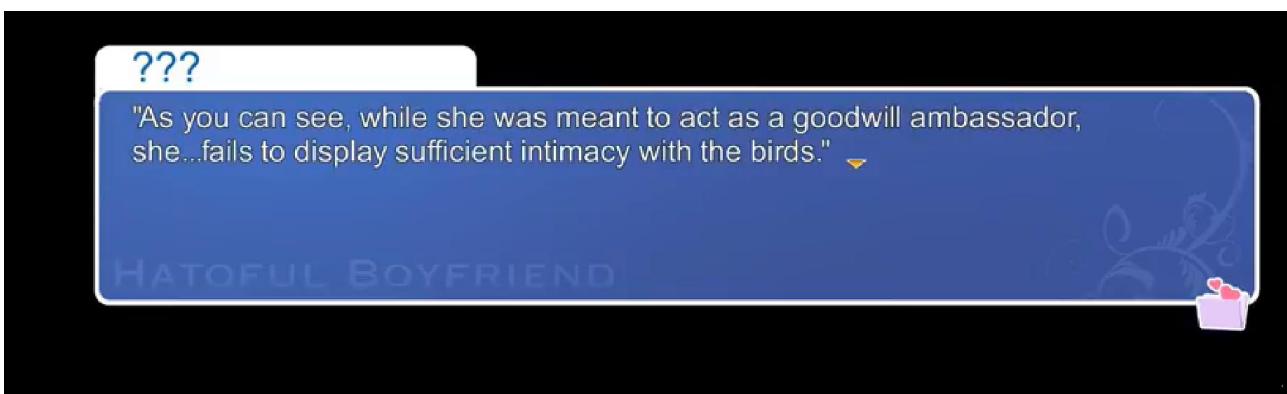 ???
"As you can see, while she was meant to act as a goodwill ambassador,
she...fails to display sufficient intimacy with the birds."
HATOFUL BOYFRIEND